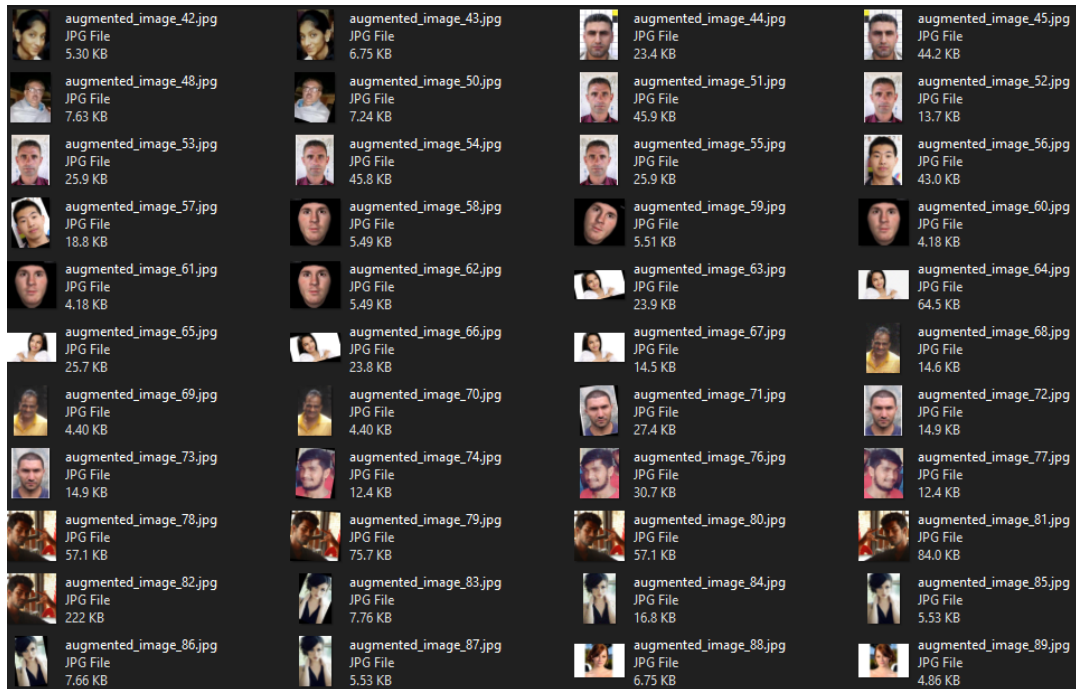 augmented_image_42.jpg
JPG File
5.30 KB
augmented_image_43.jpg
JPG File
6.75 KB
augmented_image_44.jpg
JPG File
23.4 KB
augmented_image_45.jpg
JPG File
44.2 KB
augmented_image_48.jpg
JPG File
7.63 KB
augmented_image_50.jpg
JPG File
7.24 KB
augmented_image_51.jpg
JPG File
45.9 KB
augmented_image_52.jpg
JPG File
13.7 KB
augmented_image_53.jpg
JPG File
25.9 KB
augmented_image_54.jpg
JPG File
45.8 KB
augmented_image_55.jpg
JPG File
25.9 KB
augmented_image_56.jpg
JPG File
43.0 KB
augmented_image_57.jpg
JPG File
18.8 KB
augmented_image_58.jpg
JPG File
5.49 KB
augmented_image_59.jpg
JPG File
5.51 KB
augmented_image_60.jpg
JPG File
4.18 KB
augmented_image_61.jpg
JPG File
4.18 KB
augmented_image_62.jpg
JPG File
5.49 KB
augmented_image_63.jpg
JPG File
23.9 KB
augmented_image_64.jpg
JPG File
64.5 KB
augmented_image_65.jpg
JPG File
25.7 KB
augmented_image_66.jpg
JPG File
23.8 KB
augmented_image_67.jpg
JPG File
14.5 KB
augmented_image_68.jpg
JPG File
14.6 KB
augmented_image_69.jpg
JPG File
4.40 KB
augmented_image_70.jpg
JPG File
4.40 KB
augmented_image_71.jpg
JPG File
27.4 KB
augmented_image_72.jpg
JPG File
14.9 KB
augmented_image_73.jpg
JPG File
14.9 KB
augmented_image_74.jpg
JPG File
12.4 KB
augmented_image_76.jpg
JPG File
30.7 KB
augmented_image_77.jpg
JPG File
12.4 KB
augmented_image_78.jpg
JPG File
57.1 KB
augmented_image_79.jpg
JPG File
75.7 KB
augmented_image_80.jpg
JPG File
57.1 KB
augmented_image_81.jpg
JPG File
84.0 KB
augmented_image_82.jpg
JPG File
222 KB
augmented_image_83.jpg
JPG File
7.76 KB
augmented_image_84.jpg
JPG File
16.8 KB
augmented_image_85.jpg
JPG File
5.53 KB
augmented_image_86.jpg
JPG File
7.66 KB
augmented_image_87.jpg
JPG File
5.53 KB
augmented_image_88.jpg
JPG File
6.75 KB
augmented_image_89.jpg
JPG File
4.86 KB